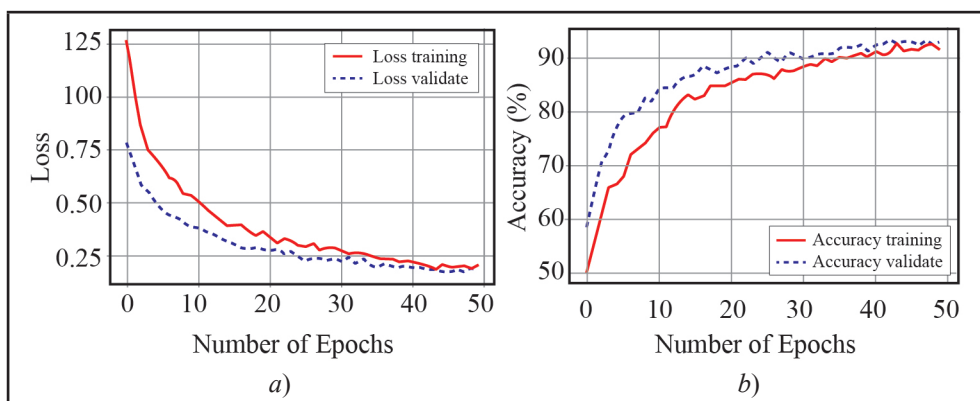 125
100
0.75
0.50
0.25
Loss
Loss training
Loss validate
0 10 20 30 40 50
Number of Epochs
a)
90
80
70
60
50
Accuracy (%)
Accuracy training
Accuracy validate
0 10 20 30 40 50
Number of Epochs
b)